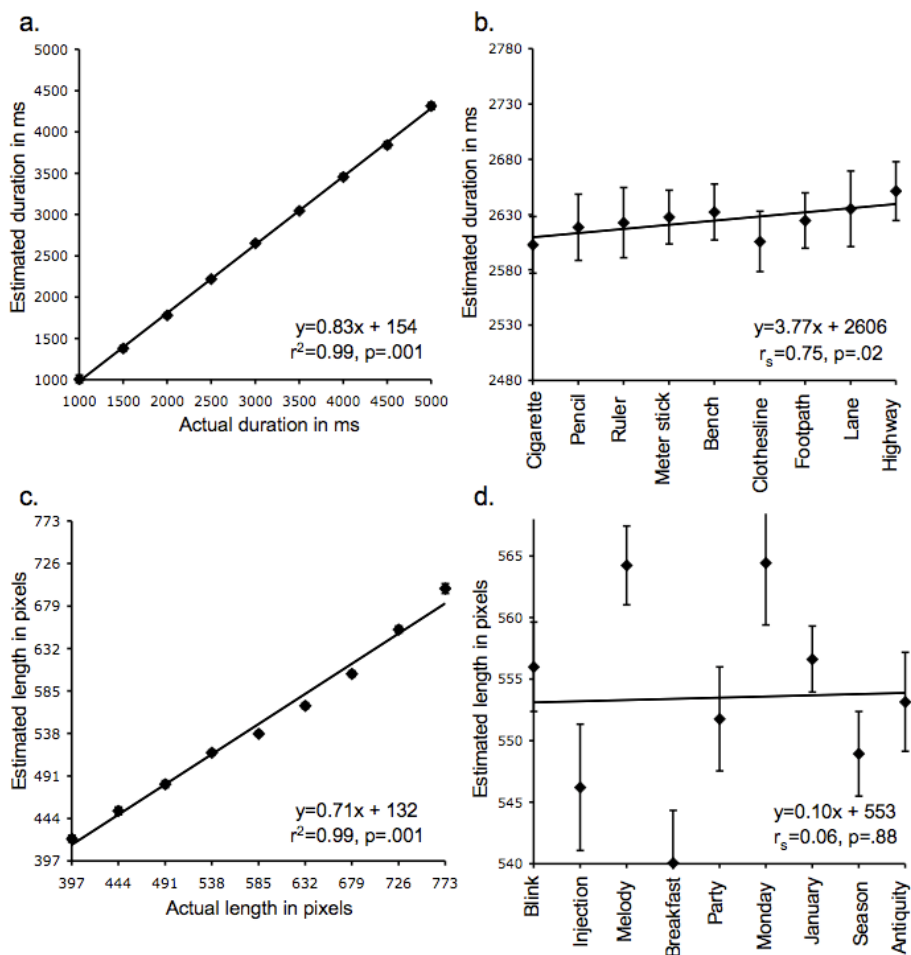 a.
Estimated duration in ms
5000
4500
4000
3500
3000
2500
2000
1500
1000
y=0.83x + 154
r²=0.99, p=.001
1000 1500 2000 2500 3000 3500 4000 4500 5000
Actual duration in ms
b.
Estimated duration in ms
2780
2730
2680
2630
2580
2530
2480
y=3.77x + 2606
rₛ=0.75, p=.02
Cigarette
Pencil
Ruler
Meter stick
Bench
Clothesline
Footpath
Lane
Highway
c.
Estimated length in pixels
773
726
679
632
585
538
491
444
397
y=0.71x + 132
r²=0.99, p=.001
397 444 491 538 585 632 679 726 773
Actual length in pixels
d.
Estimated length in pixels
565
560
555
550
545
540
y=0.10x + 553
rₛ=0.06, p=.88
Blink
Injection
Melody
Breakfast
Party
Monday
January
Season
Antiquity